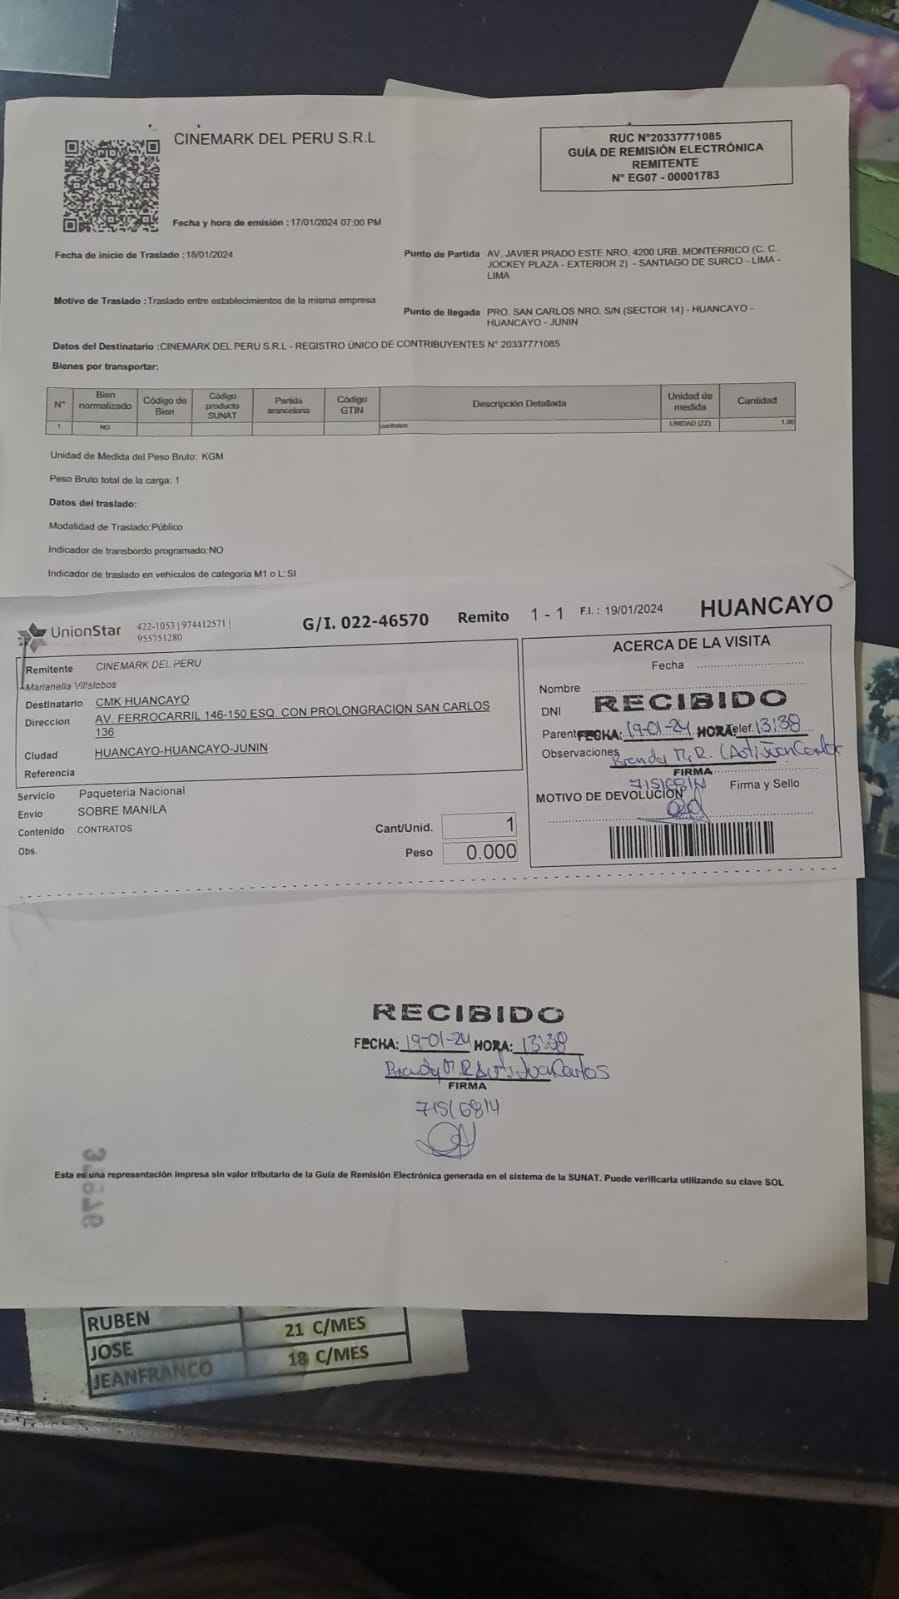 CINEMARK DEL PERU S.R.L
RUC N°20337771085
GUÍA DE REMISIÓN ELECTRÓNICA
REMITENTE
N° EG07 - 00001783
Fecha y hora de emisión : 17/01/2024 07:00 PM
Fecha de inicio de Traslado : 18/01/2024
Punto de Partida AV. JAVIER PRADO ESTE NRO. 4200 URB. MONTERRICO (C. C.
JOCKEY PLAZA - EXTERIOR 2) - SANTIAGO DE SURCO - LIMA -
LIMA
Motivo de Traslado : Traslado entre establecimientos de la misma empresa
Punto de llegada PRO. SAN CARLOS NRO. S/N (SECTOR 14) - HUANCAYO -
HUANCAYO - JUNIN
Datos del Destinatario : CINEMARK DEL PERU S.R.L - REGISTRO ÚNICO DE CONTRIBUYENTES N° 20337771085
Bienes por transportar:
N° Bien normalizado Código de Bien Código producto SUNAT Partida arancelaria Código GTIN Descripción Detallada Unidad de medida Cantidad
1 NO contratos UNIDAD (ZZ) 1.00
Unidad de Medida del Peso Bruto: KGM
Peso Bruto total de la carga: 1
Datos del traslado:
Modalidad de Traslado:Público
Indicador de transbordo programado: NO
Indicador de traslado en vehículos de categoría M1 o L: SI
UnionStar 422-1053 | 974412571 |
955751280
G/I. 022-46570 Remito 1 - 1 F.I. : 19/01/2024 HUANCAYO
Remitente CINEMARK DEL PERU
Marianella Villalobos
Destinatario CMK HUANCAYO
Direccion AV. FERROCARRIL 146-150 ESQ. CON PROLONGRACION SAN CARLOS
136
Ciudad HUANCAYO-HUANCAYO-JUNIN
Referencia
Servicio Paqueteria Nacional
Envio SOBRE MANILA
Contenido CONTRATOS
Obs.
Cant/Unid. 1
Peso 0.000
ACERCA DE LA VISITA
Fecha
Nombre
RECIBIDO
DNI
FECHA: 19-01-24 HORA: 13:38
Observaciones
Brenda M.R.
FIRMA
Firma y Sello
MOTIVO DE DEVOLUCIÓN
RECIBIDO
FECHA: 19-01-24 HORA: 13:38
Brenda M.R. Juan Carlos
FIRMA
Esta es una representación impresa sin valor tributario de la Guía de Remisión Electrónica generada en el sistema de la SUNAT. Puede verificarla utilizando su clave SOL
RUBEN 21 C/MES
JOSE 18 C/MES
JEANFRANCO